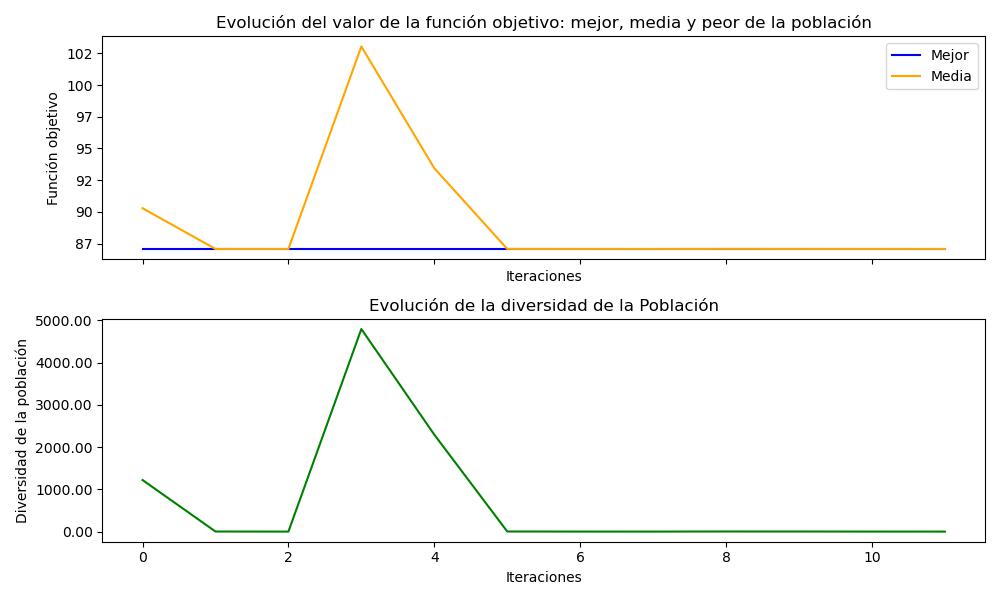 Evolución del valor de la función objetivo: mejor, media y peor de la población
Función objetivo
102
100
97
95
92
90
87
Mejor
Media
Iteraciones
Evolución de la diversidad de la Población
Diversidad de la población
5000.00
4000.00
3000.00
2000.00
1000.00
0.00
0 2 4 6 8 10
Iteraciones